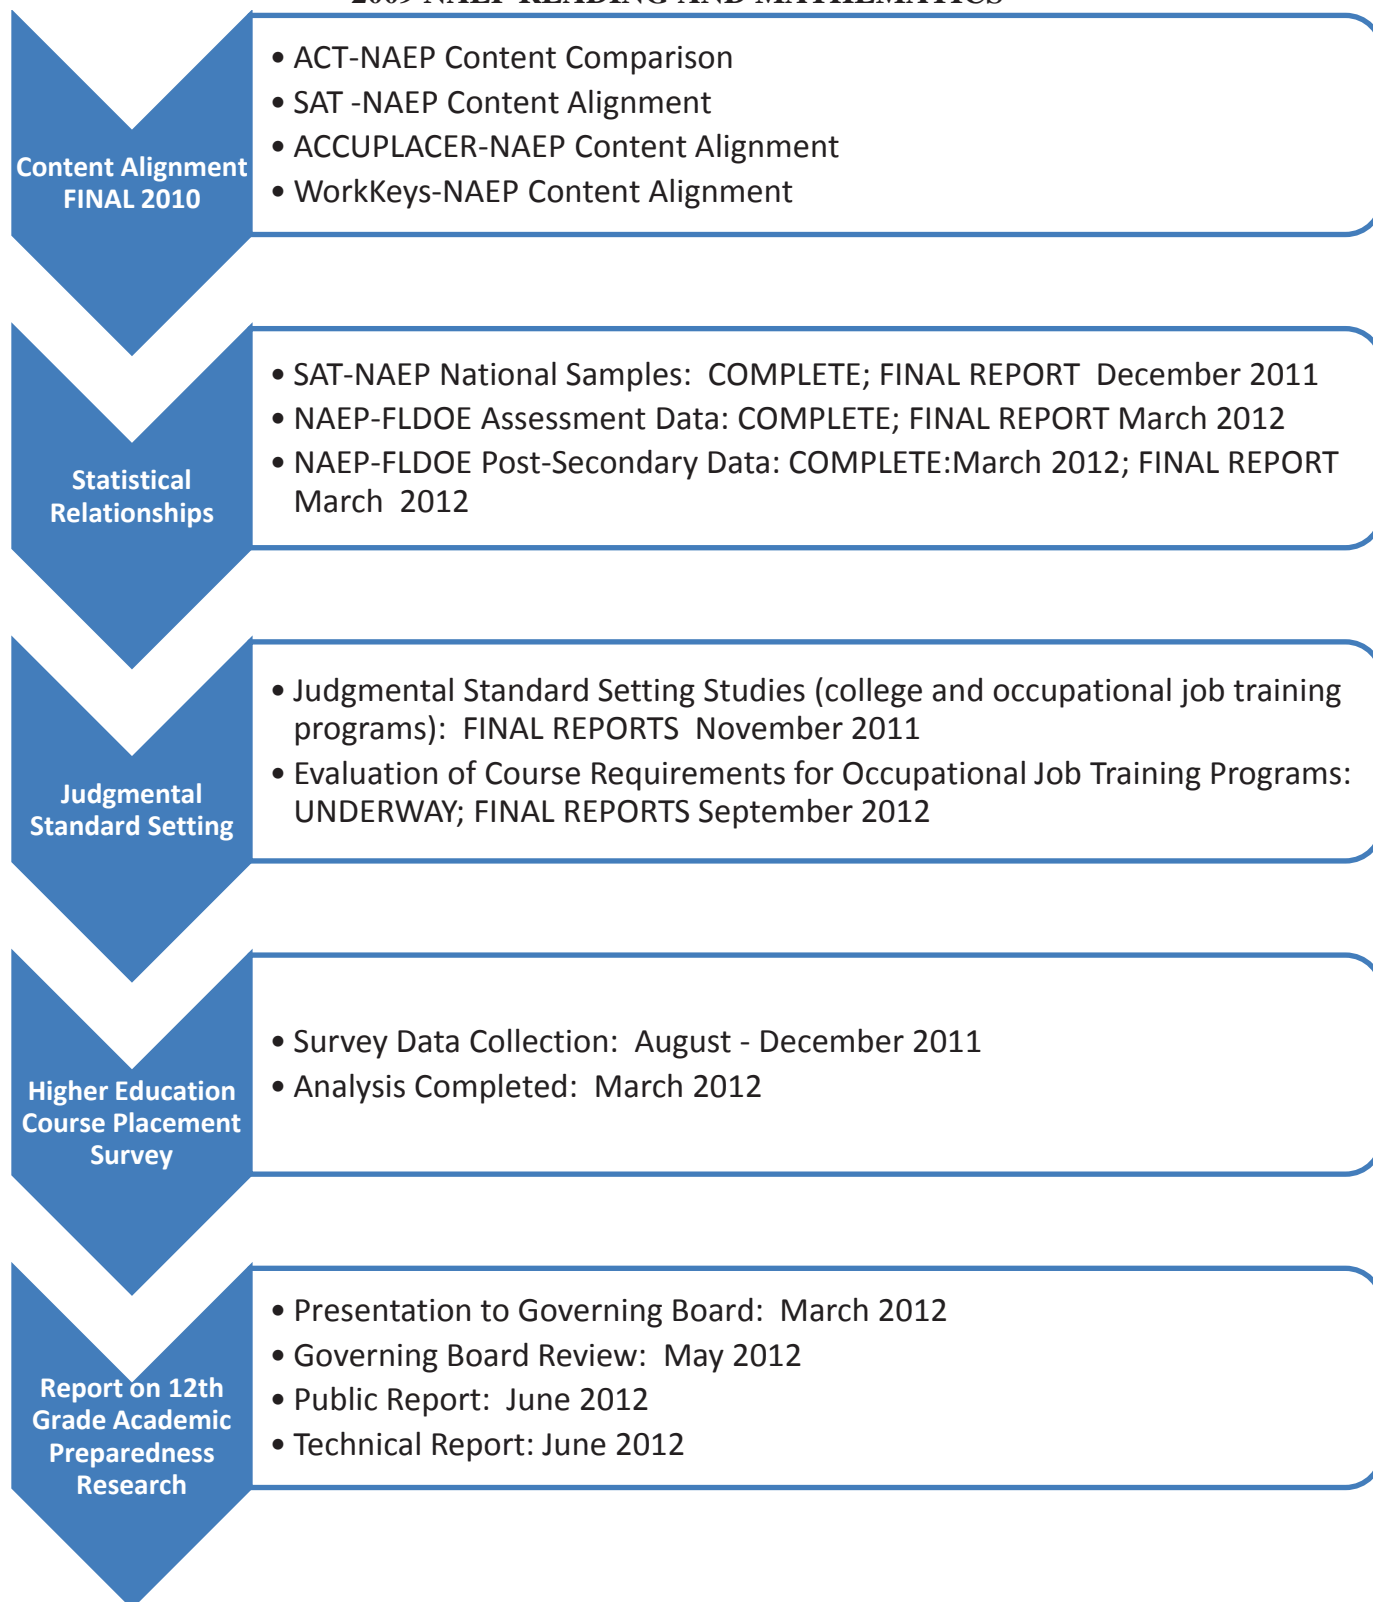 2009 NAEP READING AND MATHEMATICS
Content Alignment
FINAL 2010
• ACT-NAEP Content Comparison
• SAT -NAEP Content Alignment
• ACCUPLACER-NAEP Content Alignment
• WorkKeys-NAEP Content Alignment
Statistical
Relationships
• SAT-NAEP National Samples: COMPLETE; FINAL REPORT December 2011
• NAEP-FLDOE Assessment Data: COMPLETE; FINAL REPORT March 2012
• NAEP-FLDOE Post-Secondary Data: COMPLETE:March 2012; FINAL REPORT
March 2012
Judgmental
Standard Setting
• Judgmental Standard Setting Studies (college and occupational job training
programs): FINAL REPORTS November 2011
• Evaluation of Course Requirements for Occupational Job Training Programs:
UNDERWAY; FINAL REPORTS September 2012
Higher Education
Course Placement
Survey
• Survey Data Collection: August - December 2011
• Analysis Completed: March 2012
Report on 12th
Grade Academic
Preparedness
Research
• Presentation to Governing Board: March 2012
• Governing Board Review: May 2012
• Public Report: June 2012
• Technical Report: June 2012